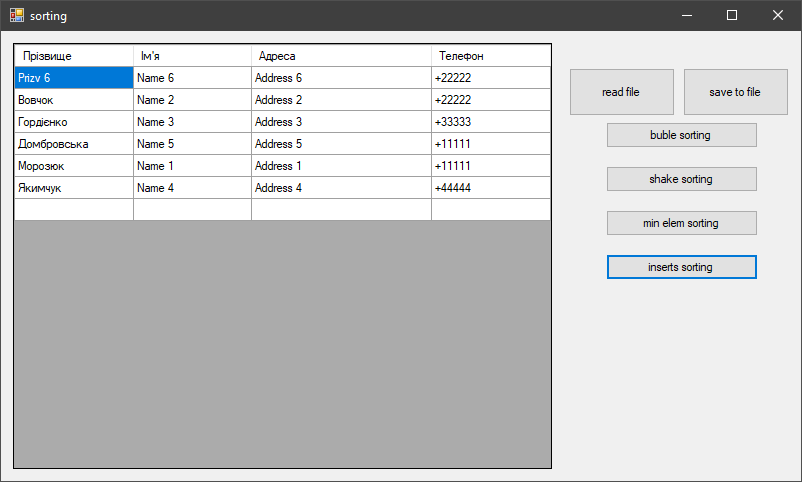 sorting
Прізвище Ім'я Адреса Телефон
Prizv 6 Name 6 Address 6 +22222
Вовчок Name 2 Address 2 +22222
Гордієнко Name 3 Address 3 +33333
Домбровська Name 5 Address 5 +11111
Морозюк Name 1 Address 1 +11111
Якимчук Name 4 Address 4 +44444
read file save to file
buble sorting
shake sorting
min elem sorting
inserts sorting